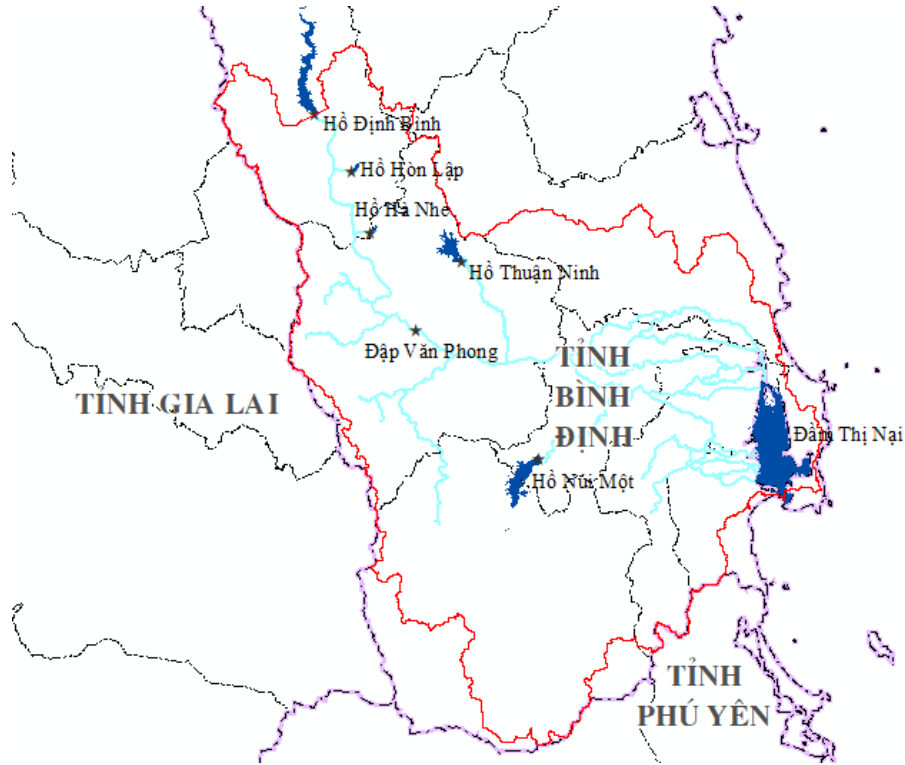 Hồ Định Bình
Hồ Hòn Lập
Hồ Hà Nhe
Hồ Thuận Ninh
Đập Văn Phong
TỈNH
BÌNH
ĐỊNH
TỈNH GIA LAI
Đầm Thị Nại
Hồ Núi Một
TỈNH
PHÚ YÊN